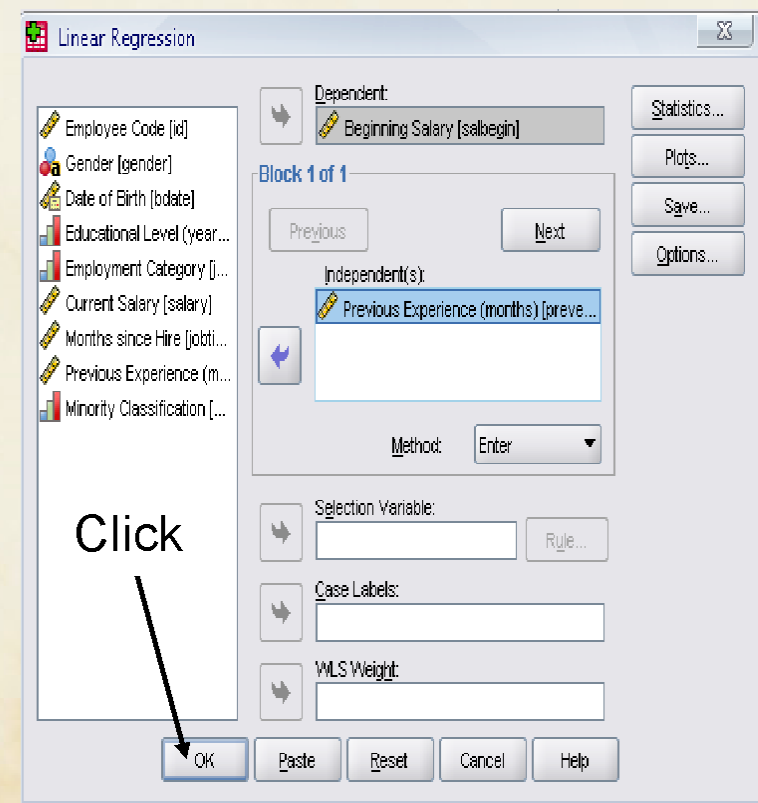 Linear Regression
Employee Code [id]
Gender [gender]
Date of Birth [bdate]
Educational Level (year...
Employment Category [j...
Current Salary [salary]
Months since Hire [jobti...
Previous Experience (m...
Minority Classification [...
Dependent:
Beginning Salary [salbegin]
Block 1 of 1
Previous
Next
Independent(s):
Previous Experience (months) [preve...
Method:
Enter
Selection Variable:
Rule...
Case Labels:
WLS Weight:
Statistics...
Plots...
Save...
Options...
Click
OK
Paste
Reset
Cancel
Help